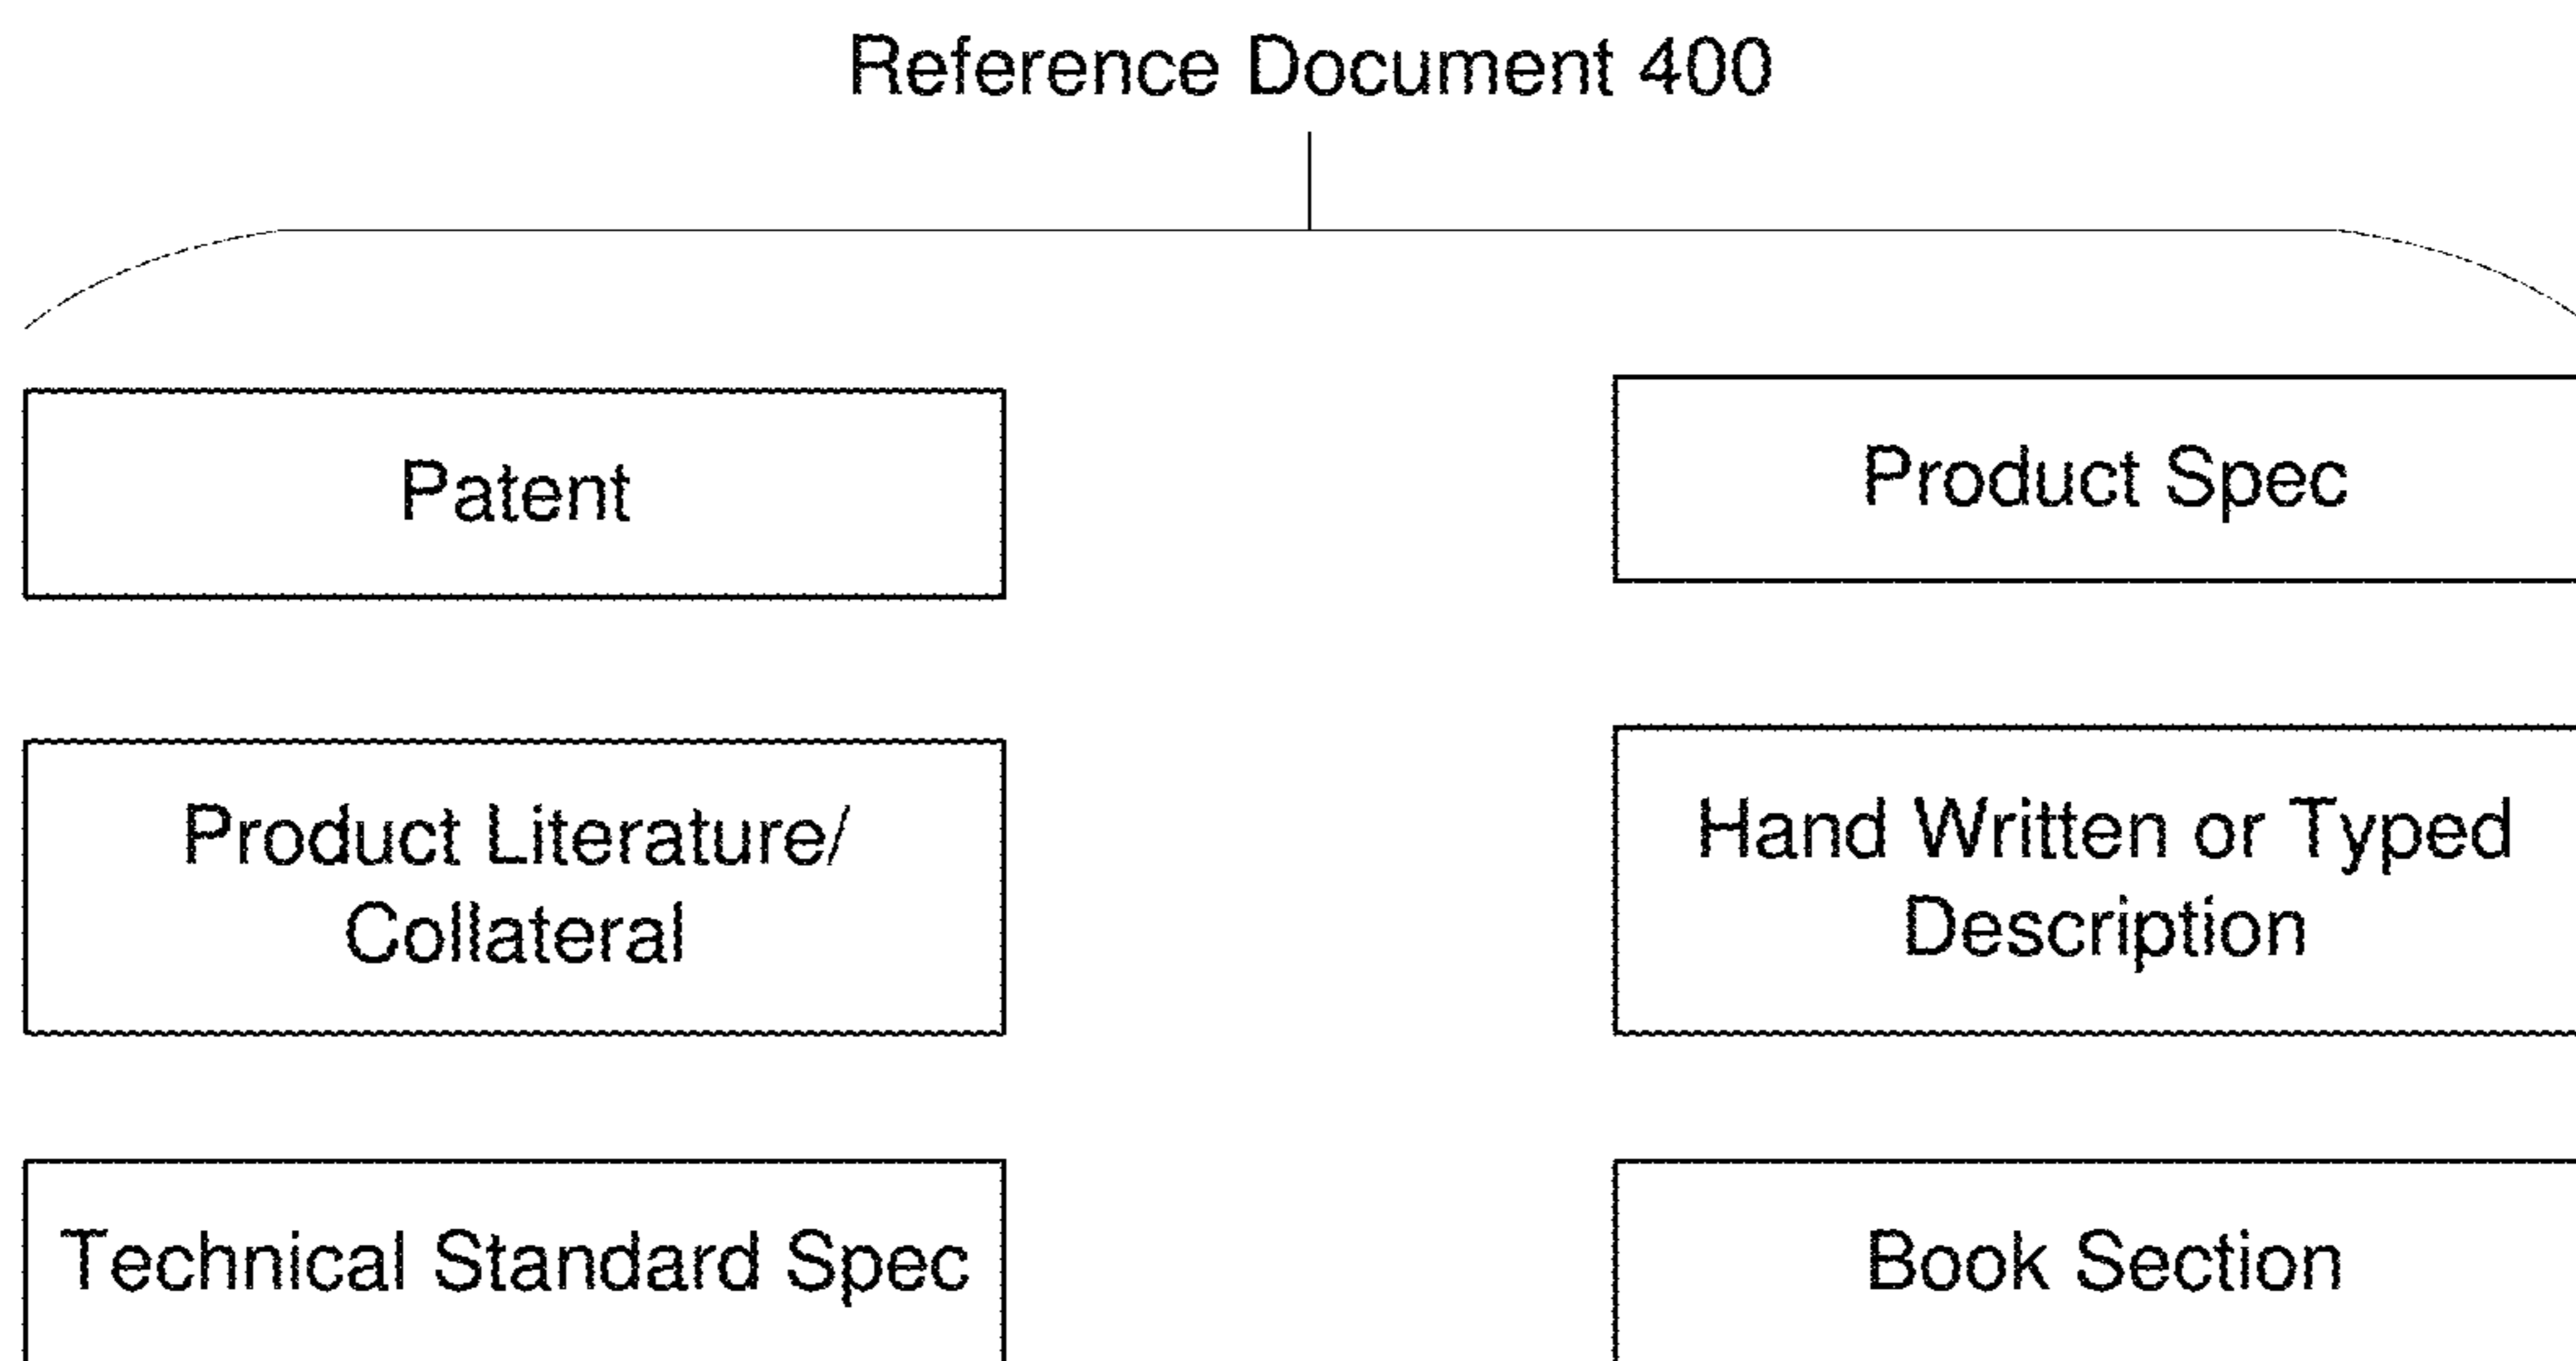 Reference Document 400
Patent
Product Spec
Product Literature/
Collateral
Hand Written or Typed
Description
Technical Standard Spec
Book Section